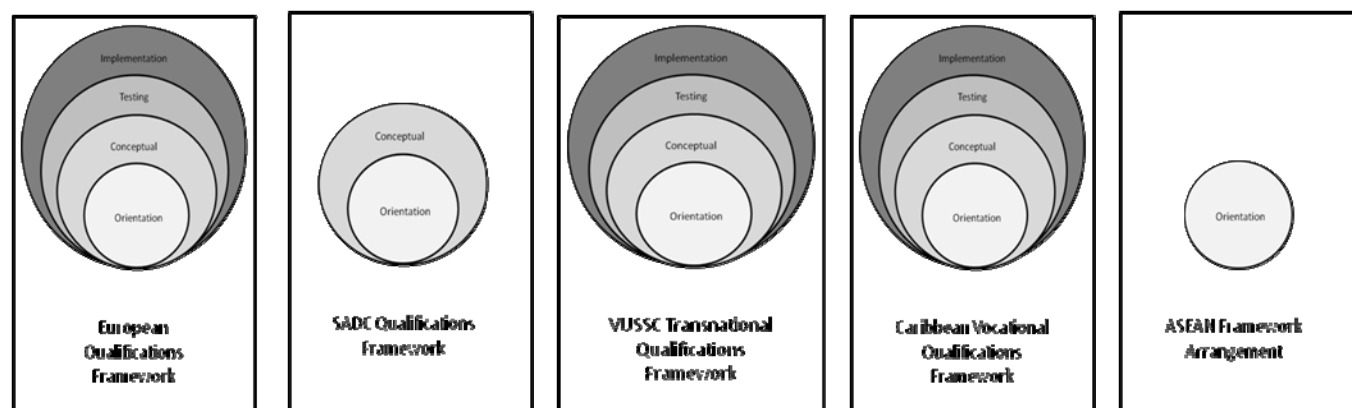 Implementation
Testing
Conceptual
Orientation
European
Qualifications
Framework
Conceptual
Orientation
SADC Qualifications
Framework
Implementation
Testing
Conceptual
Orientation
VUSSC Transnational
Qualifications
Framework
Implementation
Testing
Conceptual
Orientation
Caribbean Vocational
Qualifications
Framework
Orientation
ASEAN Framework
Arrangement